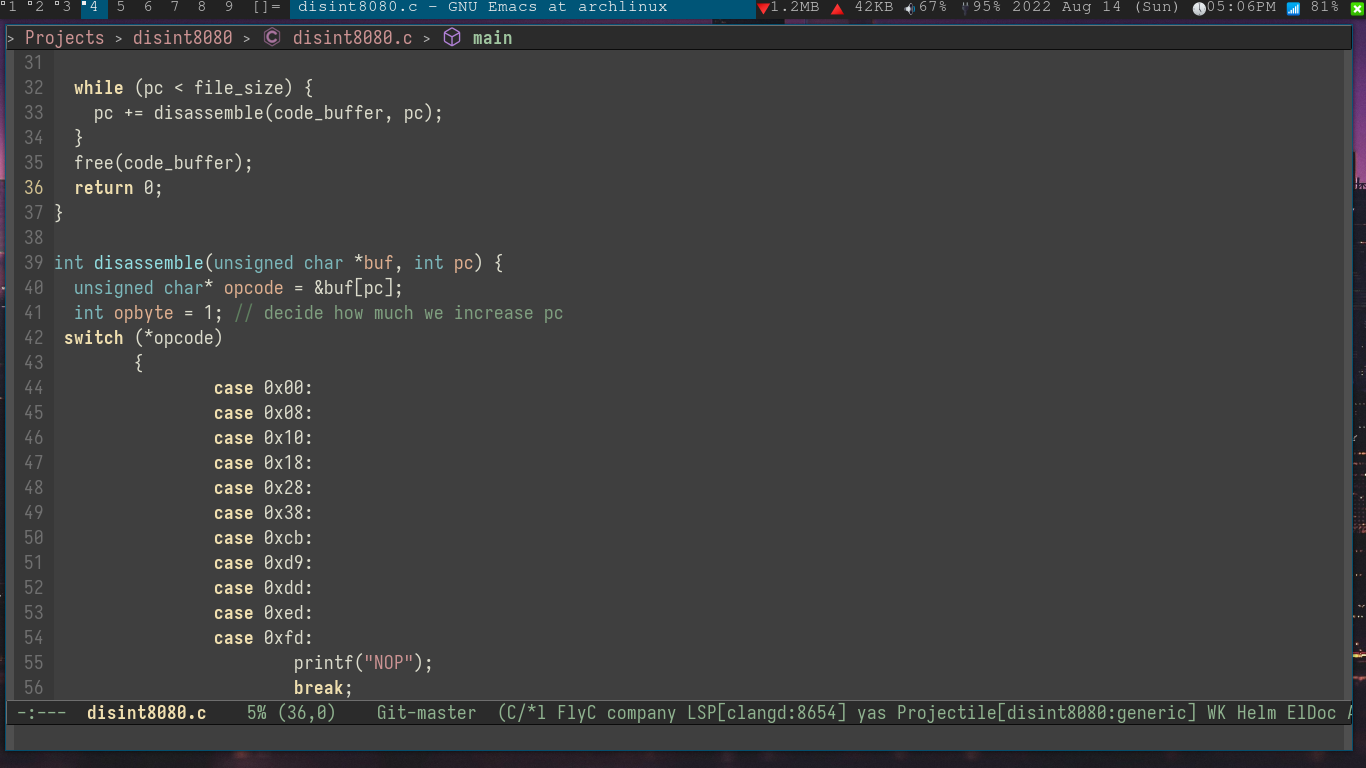 1 2 3 4 5 6 7 8 9 []= disint8080.c - GNU Emacs at archlinux 1.2MB 42KB 67% 95% 2022 Aug 14 (Sun) 05:06PM 81%
> Projects > disint8080 > C disint8080.c > main
31
32 while (pc < file_size) {
33 pc += disassemble(code_buffer, pc);
34 }
35 free(code_buffer);
36 return 0;
37 }
38
39 int disassemble(unsigned char *buf, int pc) {
40 unsigned char* opcode = &buf[pc];
41 int opbyte = 1; // decide how much we increase pc
42 switch (*opcode)
43 {
44 case 0x00:
45 case 0x08:
46 case 0x10:
47 case 0x18:
48 case 0x28:
49 case 0x38:
50 case 0xcb:
51 case 0xd9:
52 case 0xdd:
53 case 0xed:
54 case 0xfd:
55 printf("NOP");
56 break;
-:--- disint8080.c 5% (36,0) Git-master (C/*l FlyC company LSP[clangd:8654] yas Projectile[disint8080:generic] WK Helm ElDoc